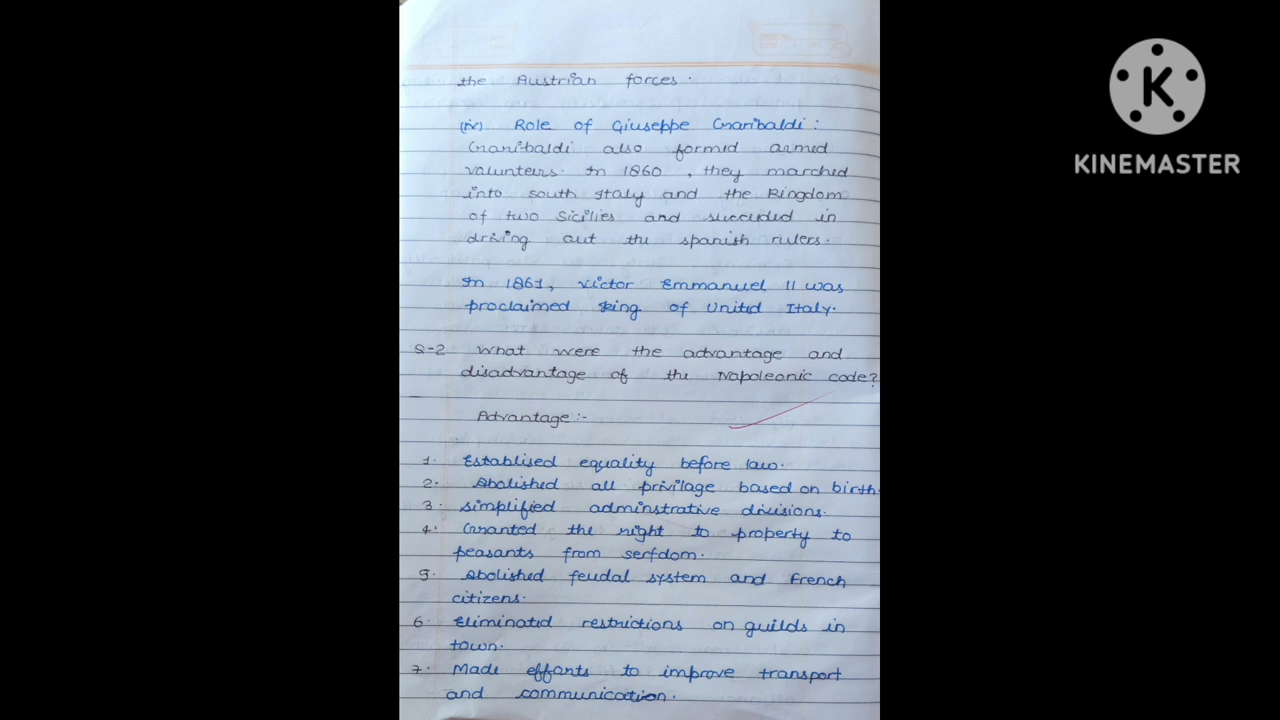 the Austrian forces.
(iv) Role of Giuseppe Garibaldi:
Garibaldi also formed armed
valunteers. In 1860, they marched
into south Italy and the Kingdom
of two Sicilies and succeded in
driving out the spanish rulers.
In 1861, Victor Emmanuel II was
proclaimed king of United Italy.
Q-2 What were the advantage and
disadvantage of the Napoleonic code?
Advantage:-
1. Establised equality before law.
2. Abolished all privilage based on birth.
3. simplified adminstrative divisions.
4. Granted the right to property to
peasants from serfdom.
5. Abolished feudal system and French
citizens.
6. Eliminated restrictions on guilds in
town.
7. Made efforts to improve transport
and communication.
K
KINEMASTER